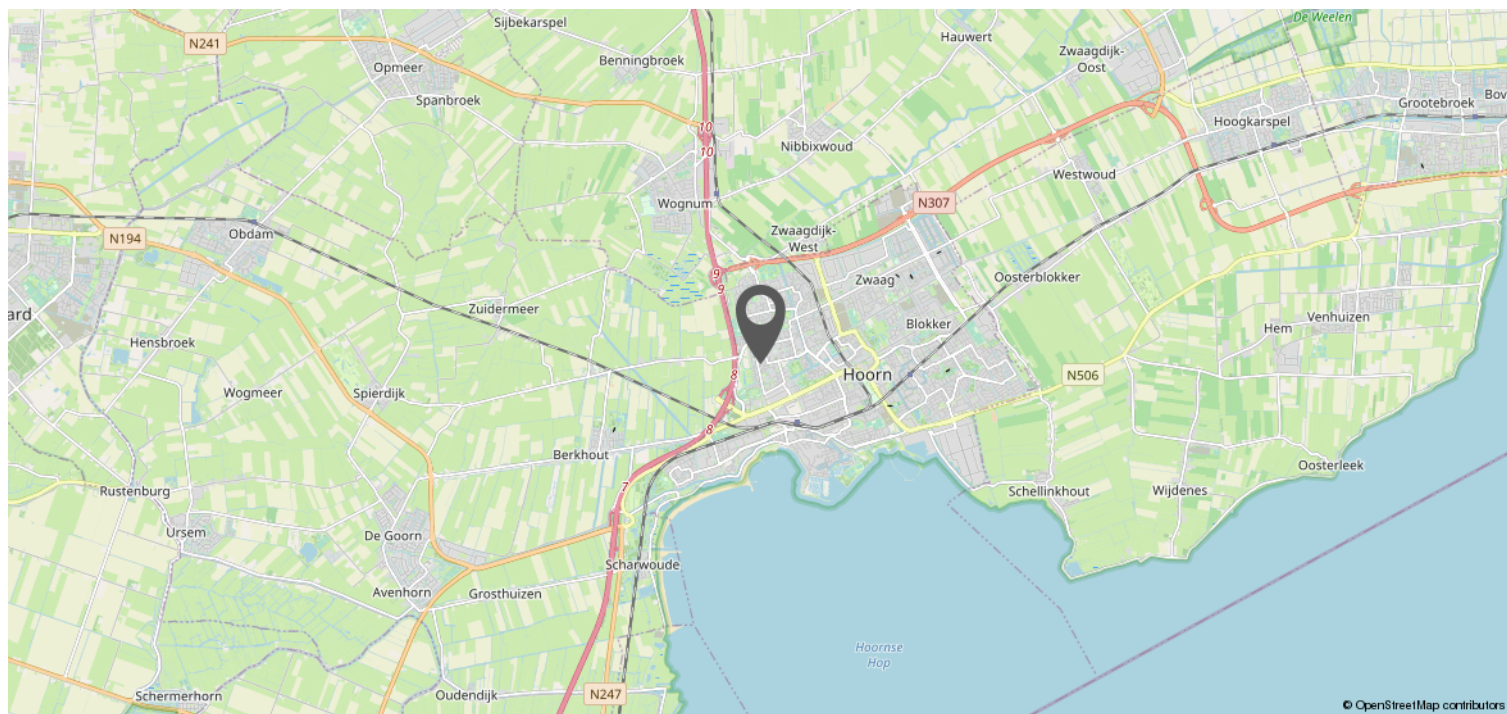 Sijbekarspel
De Weelen
N241
Hauwert
Zwaagdijk-
Oost
Opmeer
Benningbroek
Spanbroek
Grootebroek
Bov
10
10
Hoogkarspel
Nibbixwoud
Westwoud
Wognum
N307
Obdam
N194
Zwaagdijk-
West
9
9
Zwaag
Oosterblokker
ard
Zuidermeer
Hensbroek
Blokker
Hem
Venhuizen
8
Hoorn
N506
Wogmeer
Spierdijk
8
Berkhout
Oosterleek
7
Rustenburg
Schellinkhout
Wijdenes
Ursem
De Goorn
Scharwoude
Avenhorn
Grosthuizen
Hoornse
Hop
Schermerhorn
Oudendijk
N247
© OpenStreetMap contributors